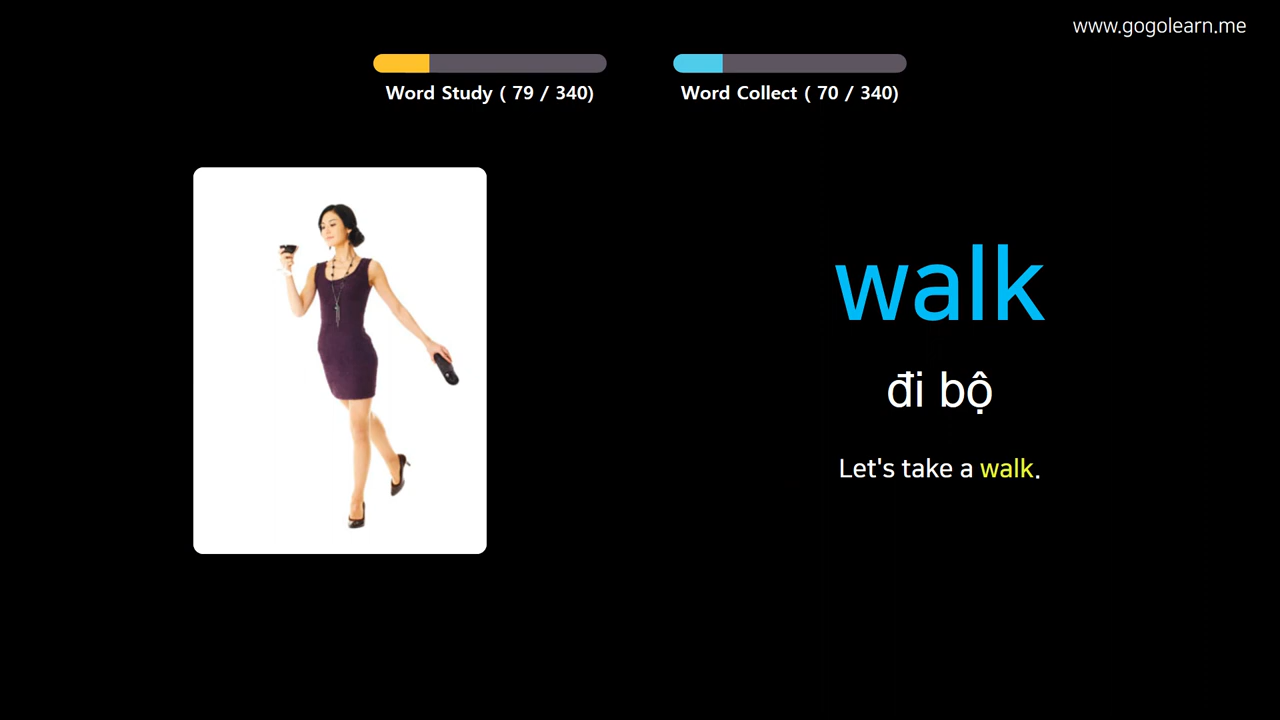 www.gogolearn.me
Word Study ( 79 / 340)
Word Collect ( 70 / 340)
walk
đi bộ
Let's take a walk.